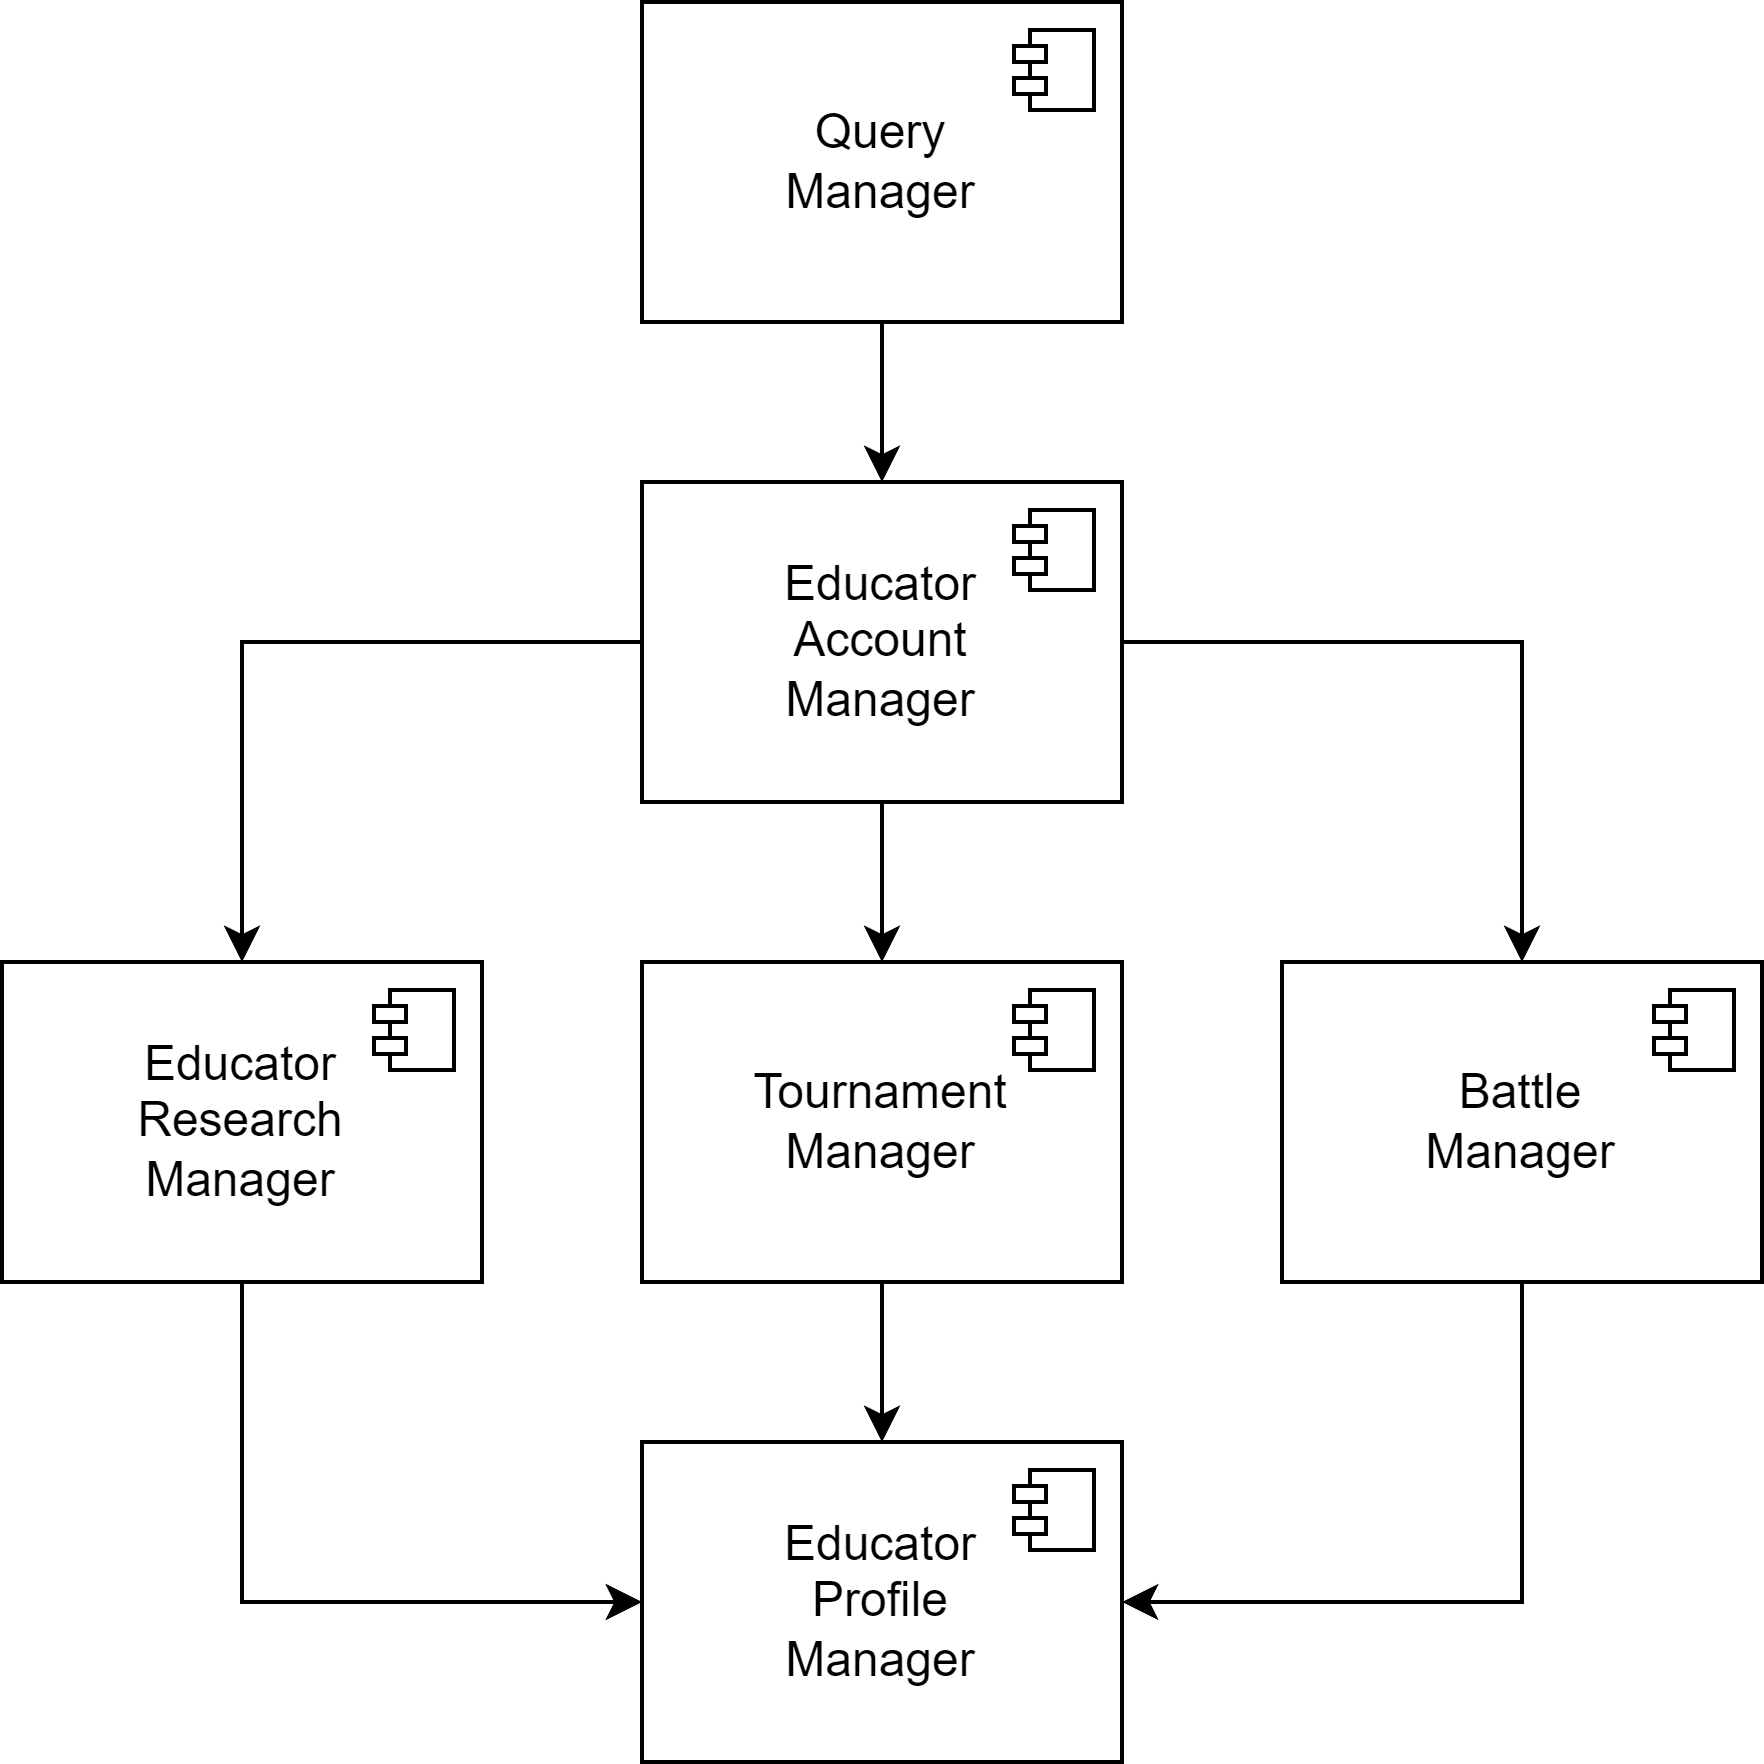 Query
Manager
Educator
Account
Manager
Educator
Research
Manager
Tournament
Manager
Battle
Manager
Educator
Profile
Manager